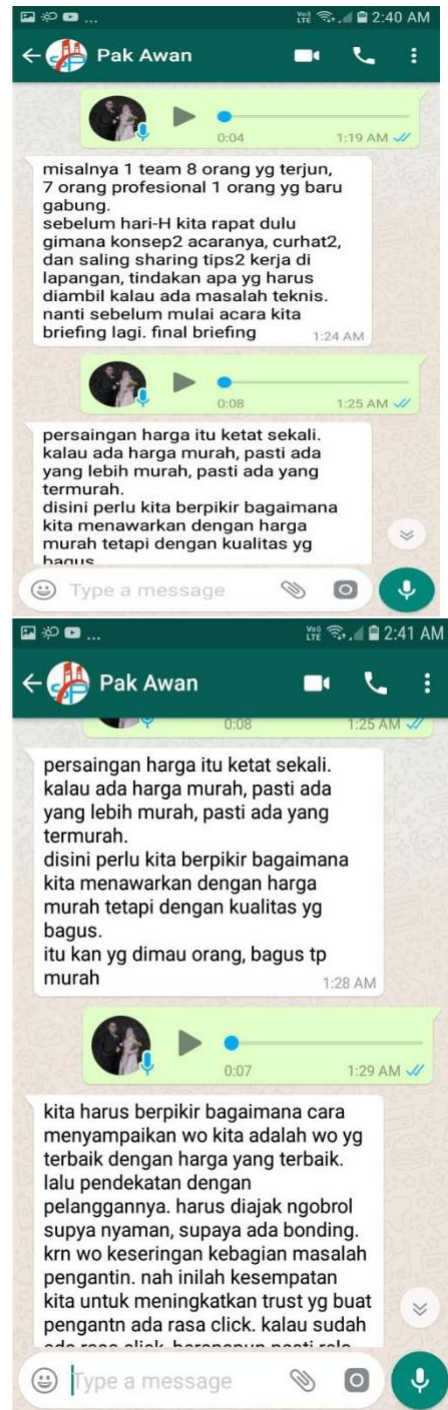 ... 2:40 AM
Pak Awan
0:04 1:19 AM
misalnya 1 team 8 orang yg terjun,
7 orang profesional 1 orang yg baru
gabung.
sebelum hari-H kita rapat dulu
gimana konsep2 acaranya, curhat2,
dan saling sharing tips2 kerja di
lapangan, tindakan apa yg harus
diambil kalau ada masalah teknis.
nanti sebelum mulai acara kita
briefing lagi. final briefing 1:24 AM
0:08 1:25 AM
persaingan harga itu ketat sekali.
kalau ada harga murah, pasti ada
yang lebih murah, pasti ada yang
termurah.
disini perlu kita berpikir bagaimana
kita menawarkan dengan harga
murah tetapi dengan kualitas yg
bagus
Type a message
... 2:41 AM
Pak Awan
0:08 1:25 AM
persaingan harga itu ketat sekali.
kalau ada harga murah, pasti ada
yang lebih murah, pasti ada yang
termurah.
disini perlu kita berpikir bagaimana
kita menawarkan dengan harga
murah tetapi dengan kualitas yg
bagus.
itu kan yg dimau orang, bagus tp
murah 1:28 AM
0:07 1:29 AM
kita harus berpikir bagaimana cara
menyampaikan wo kita adalah wo yg
terbaik dengan harga yang terbaik.
lalu pendekatan dengan
pelanggannya. harus diajak ngobrol
supya nyaman, supaya ada bonding.
krn wo keseringan kebagian masalah
pengantin. nah inilah kesempatan
kita untuk meningkatkan trust yg buat
pengantn ada rasa click. kalau sudah
Type a message